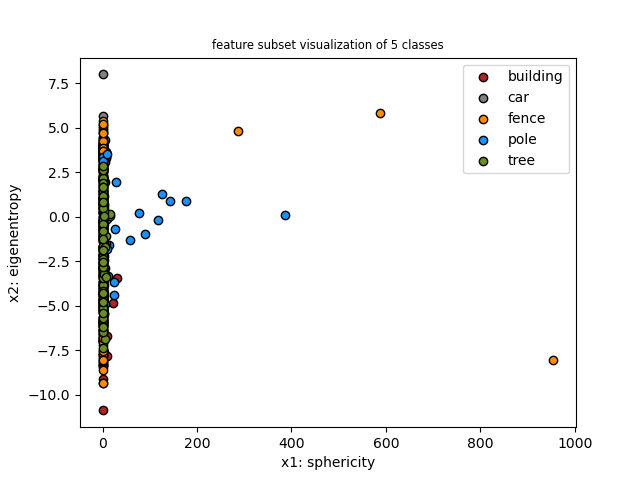 feature subset visualization of 5 classes
building
car
fence
pole
tree
7.5
5.0
2.5
0.0
−2.5
−5.0
−7.5
−10.0
x2: eigenentropy
0 200 400 600 800 1000
x1: sphericity